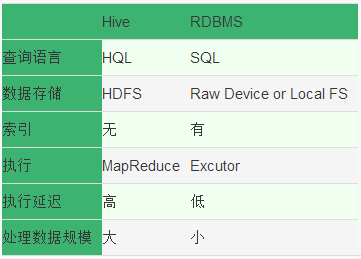 Hive RDBMS
查询语言 HQL SQL
数据存储 HDFS Raw Device or Local FS
索引 无 有
执行 MapReduce Excutor
执行延迟 高 低
处理数据规模 大 小